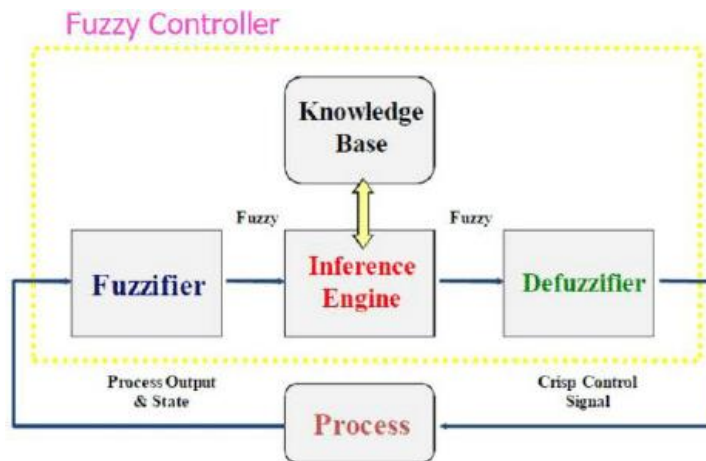 Fuzzy Controller
Knowledge
Base
Fuzzy
Fuzzy
Fuzzifier
Inference
Engine
Defuzzifier
Process Output
& State
Crisp Control
Signal
Process